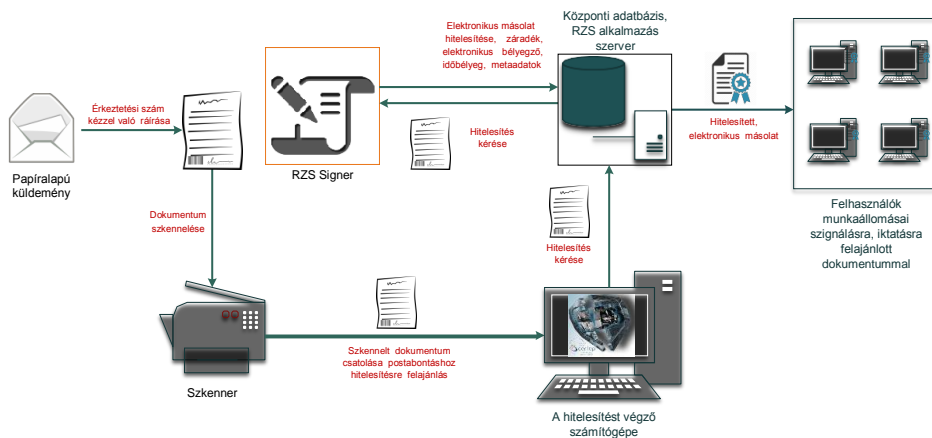 Elektronikus másolat
hitelesítése, záradék,
elektronikus bélyegző,
időbélyeg, metaadatok
Központi adatbázis,
RZS alkalmazás
szerver
Érkeztetési szám
kézzel való ráírása
Hitelesítés
kérése
Hitelesített,
elektronikus másolat
Papíralapú
küldemény
RZS Signer
Felhasználók
munkaállomásai
szignálásra, iktatásra
felajánlott
dokumentummal
Dokumentum
szkennelése
Hitelesítés
kérése
Szkennelt dokumentum
csatolása postabontáshoz
hitelesítésre felajánlás
Szkenner
A hitelesítést végző
számítógépe